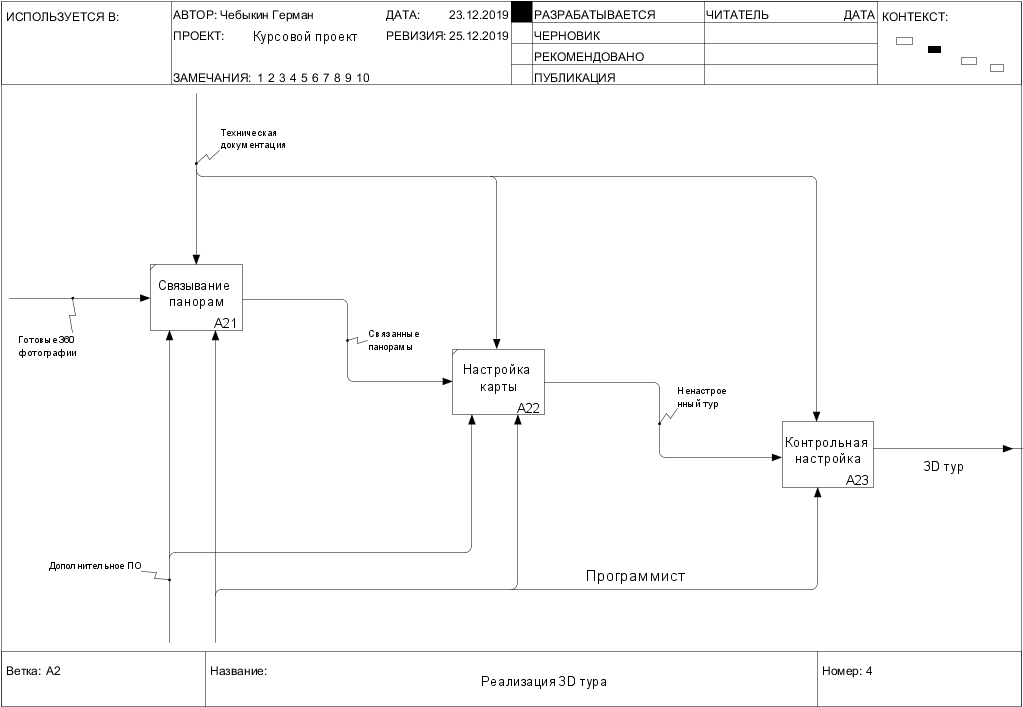 ИСПОЛЬЗУЕТСЯ В:
АВТОР: Чебыкин Герман
ДАТА: 23.12.2019
РАЗРАБАТЫВАЕТСЯ
ЧИТАТЕЛЬ
ДАТА
КОНТЕКСТ:
ПРОЕКТ: Курсовой проект
РЕВИЗИЯ: 25.12.2019
ЧЕРНОВИК
РЕКОМЕНДОВАНО
ЗАМЕЧАНИЯ: 1 2 3 4 5 6 7 8 9 10
ПУБЛИКАЦИЯ
Техническая
документация
Связывание
панорам
A21
Готовые 360
фотографии
Связанные
панорамы
Настройка
карты
A22
Ненастрое
нный тур
Контрольная
настройка
A23
3D тур
Дополнительное ПО
Программист
Ветка: A2
Название:
Реализация 3D тура
Номер: 4